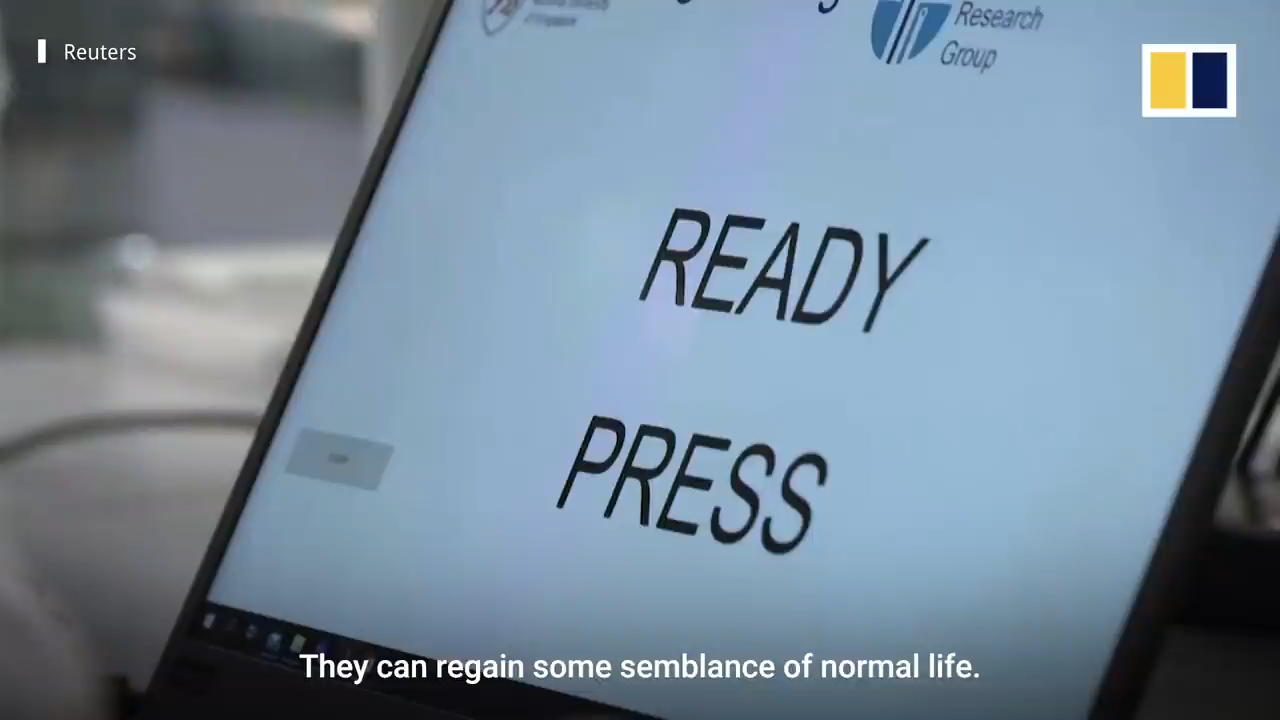 Reuters
Research
Group
READY
PRESS
They can regain some semblance of normal life.